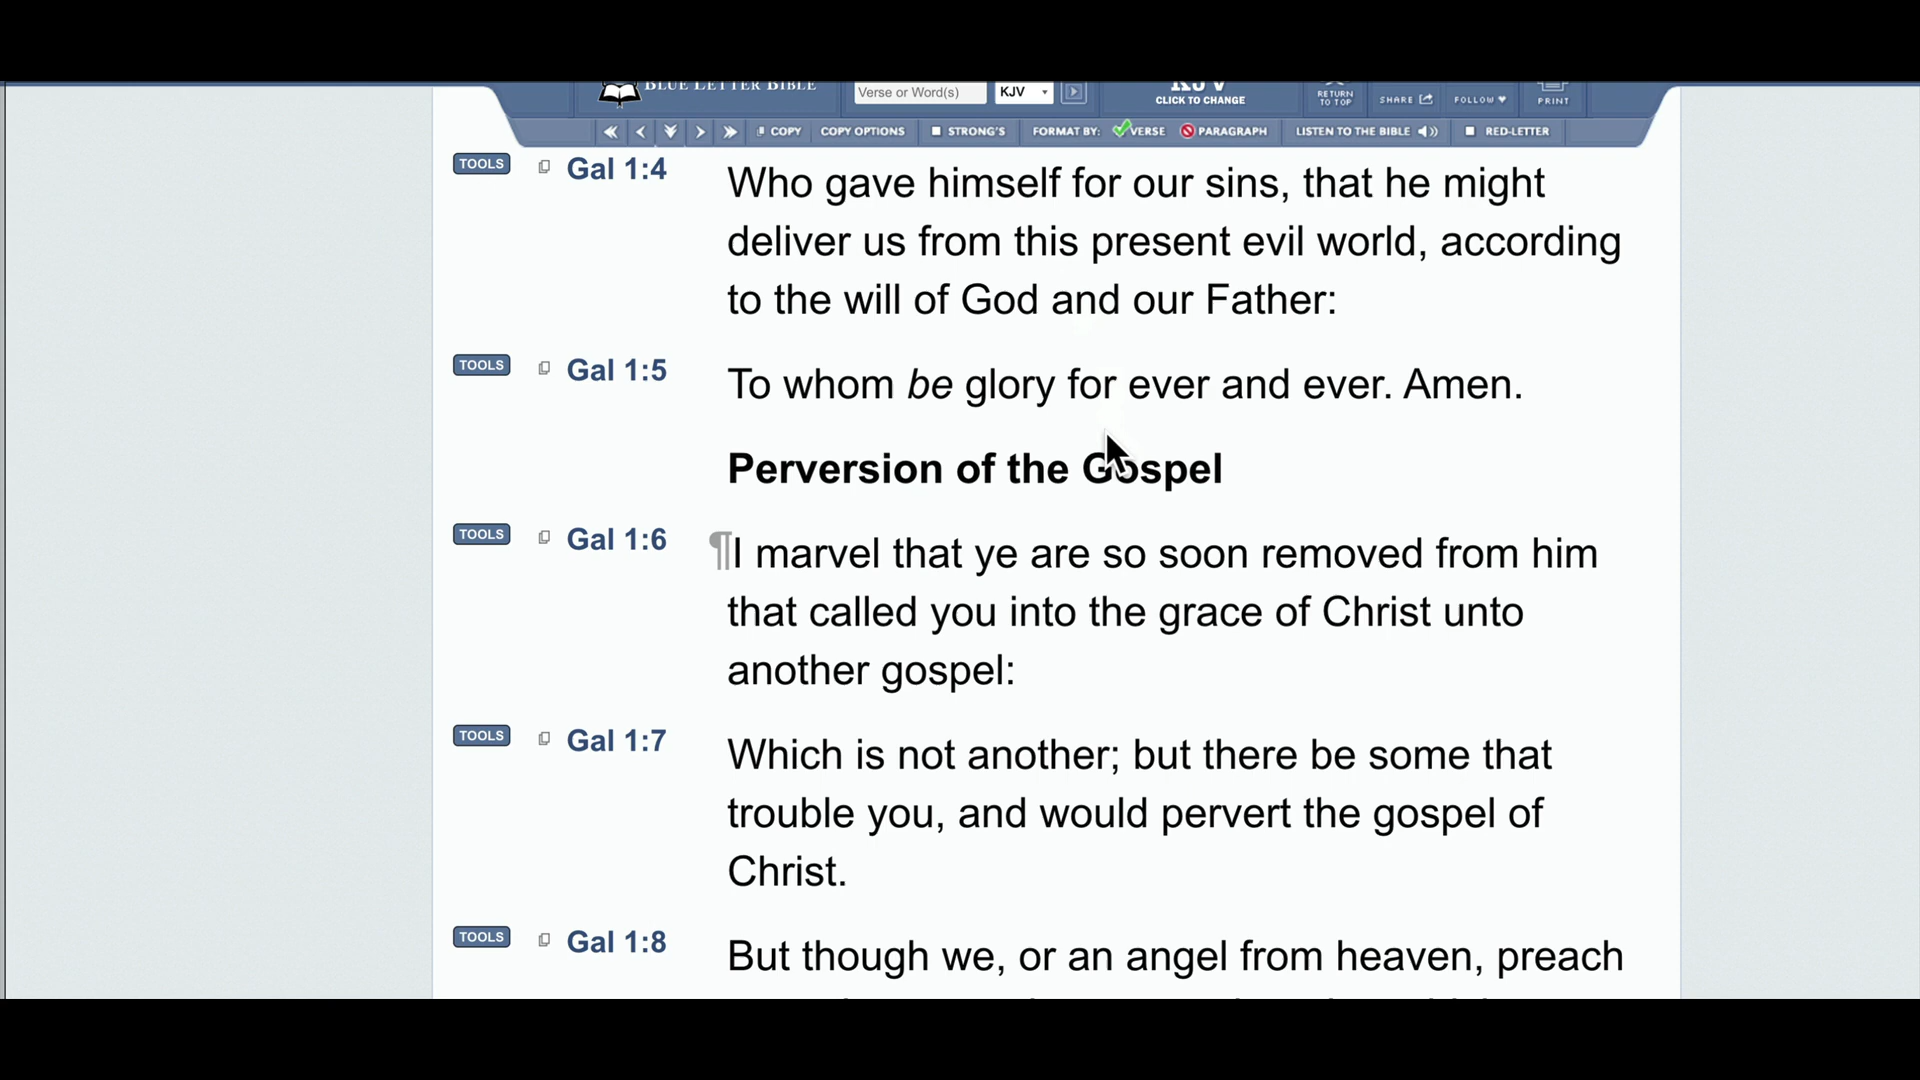 BLUE LETTER BIBLE
Verse or Word(s)
KJV
KJV
CLICK TO CHANGE
RETURN
TO TOP
SHARE
FOLLOW
PRINT
COPY
COPY OPTIONS
STRONG'S
FORMAT BY:
VERSE
PARAGRAPH
LISTEN TO THE BIBLE
RED-LETTER
TOOLS
Gal 1:4
Who gave himself for our sins, that he might
deliver us from this present evil world, according
to the will of God and our Father:
TOOLS
Gal 1:5
To whom be glory for ever and ever. Amen.
Perversion of the Gospel
TOOLS
Gal 1:6
¶I marvel that ye are so soon removed from him
that called you into the grace of Christ unto
another gospel:
TOOLS
Gal 1:7
Which is not another; but there be some that
trouble you, and would pervert the gospel of
Christ.
TOOLS
Gal 1:8
But though we, or an angel from heaven, preach